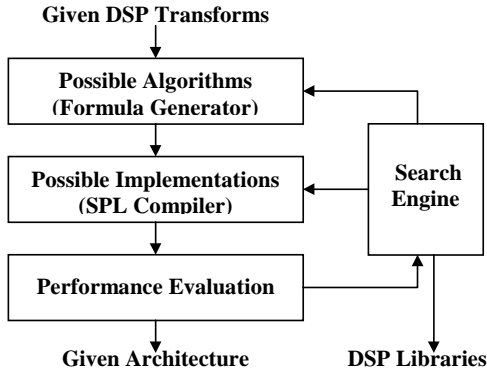 Given DSP Transforms
Possible Algorithms
(Formula Generator)
Possible Implementations
(SPL Compiler)
Search
Engine
Performance Evaluation
Given Architecture
DSP Libraries